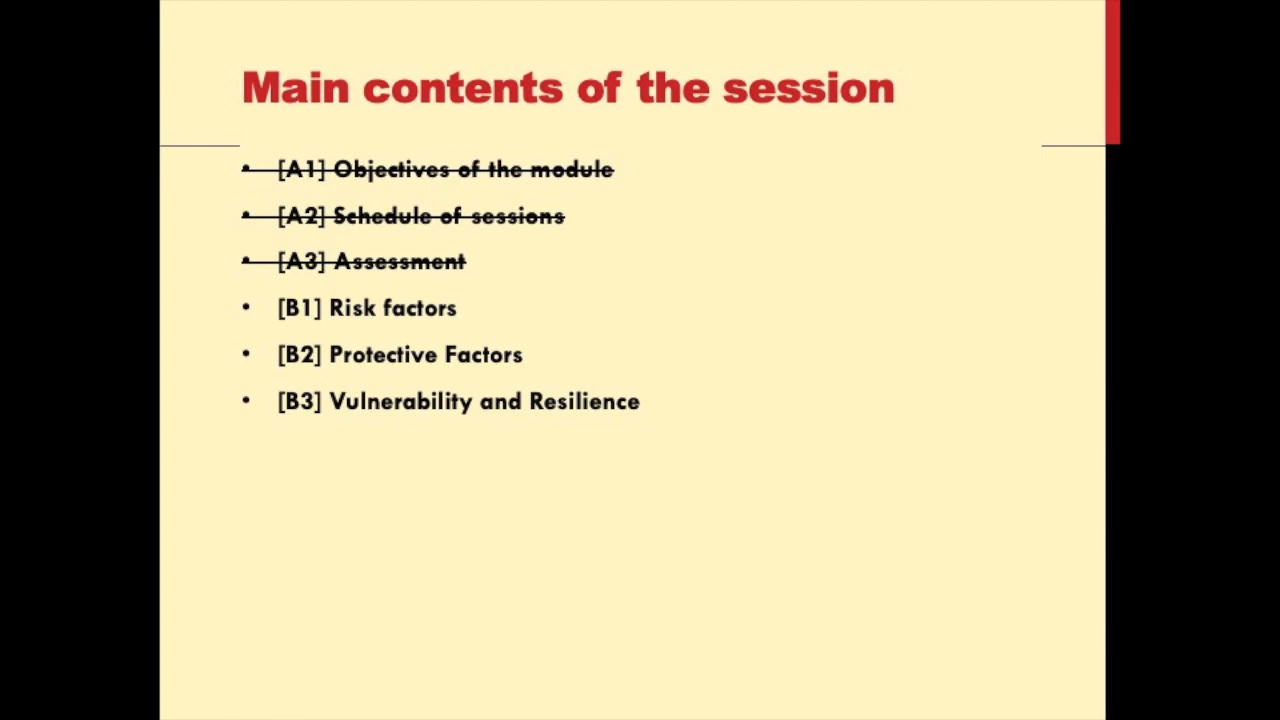 Main contents of the session
• [A1] Objectives of the module
• [A2] Schedule of sessions
• [A3] Assessment
• [B1] Risk factors
• [B2] Protective Factors
• [B3] Vulnerability and Resilience